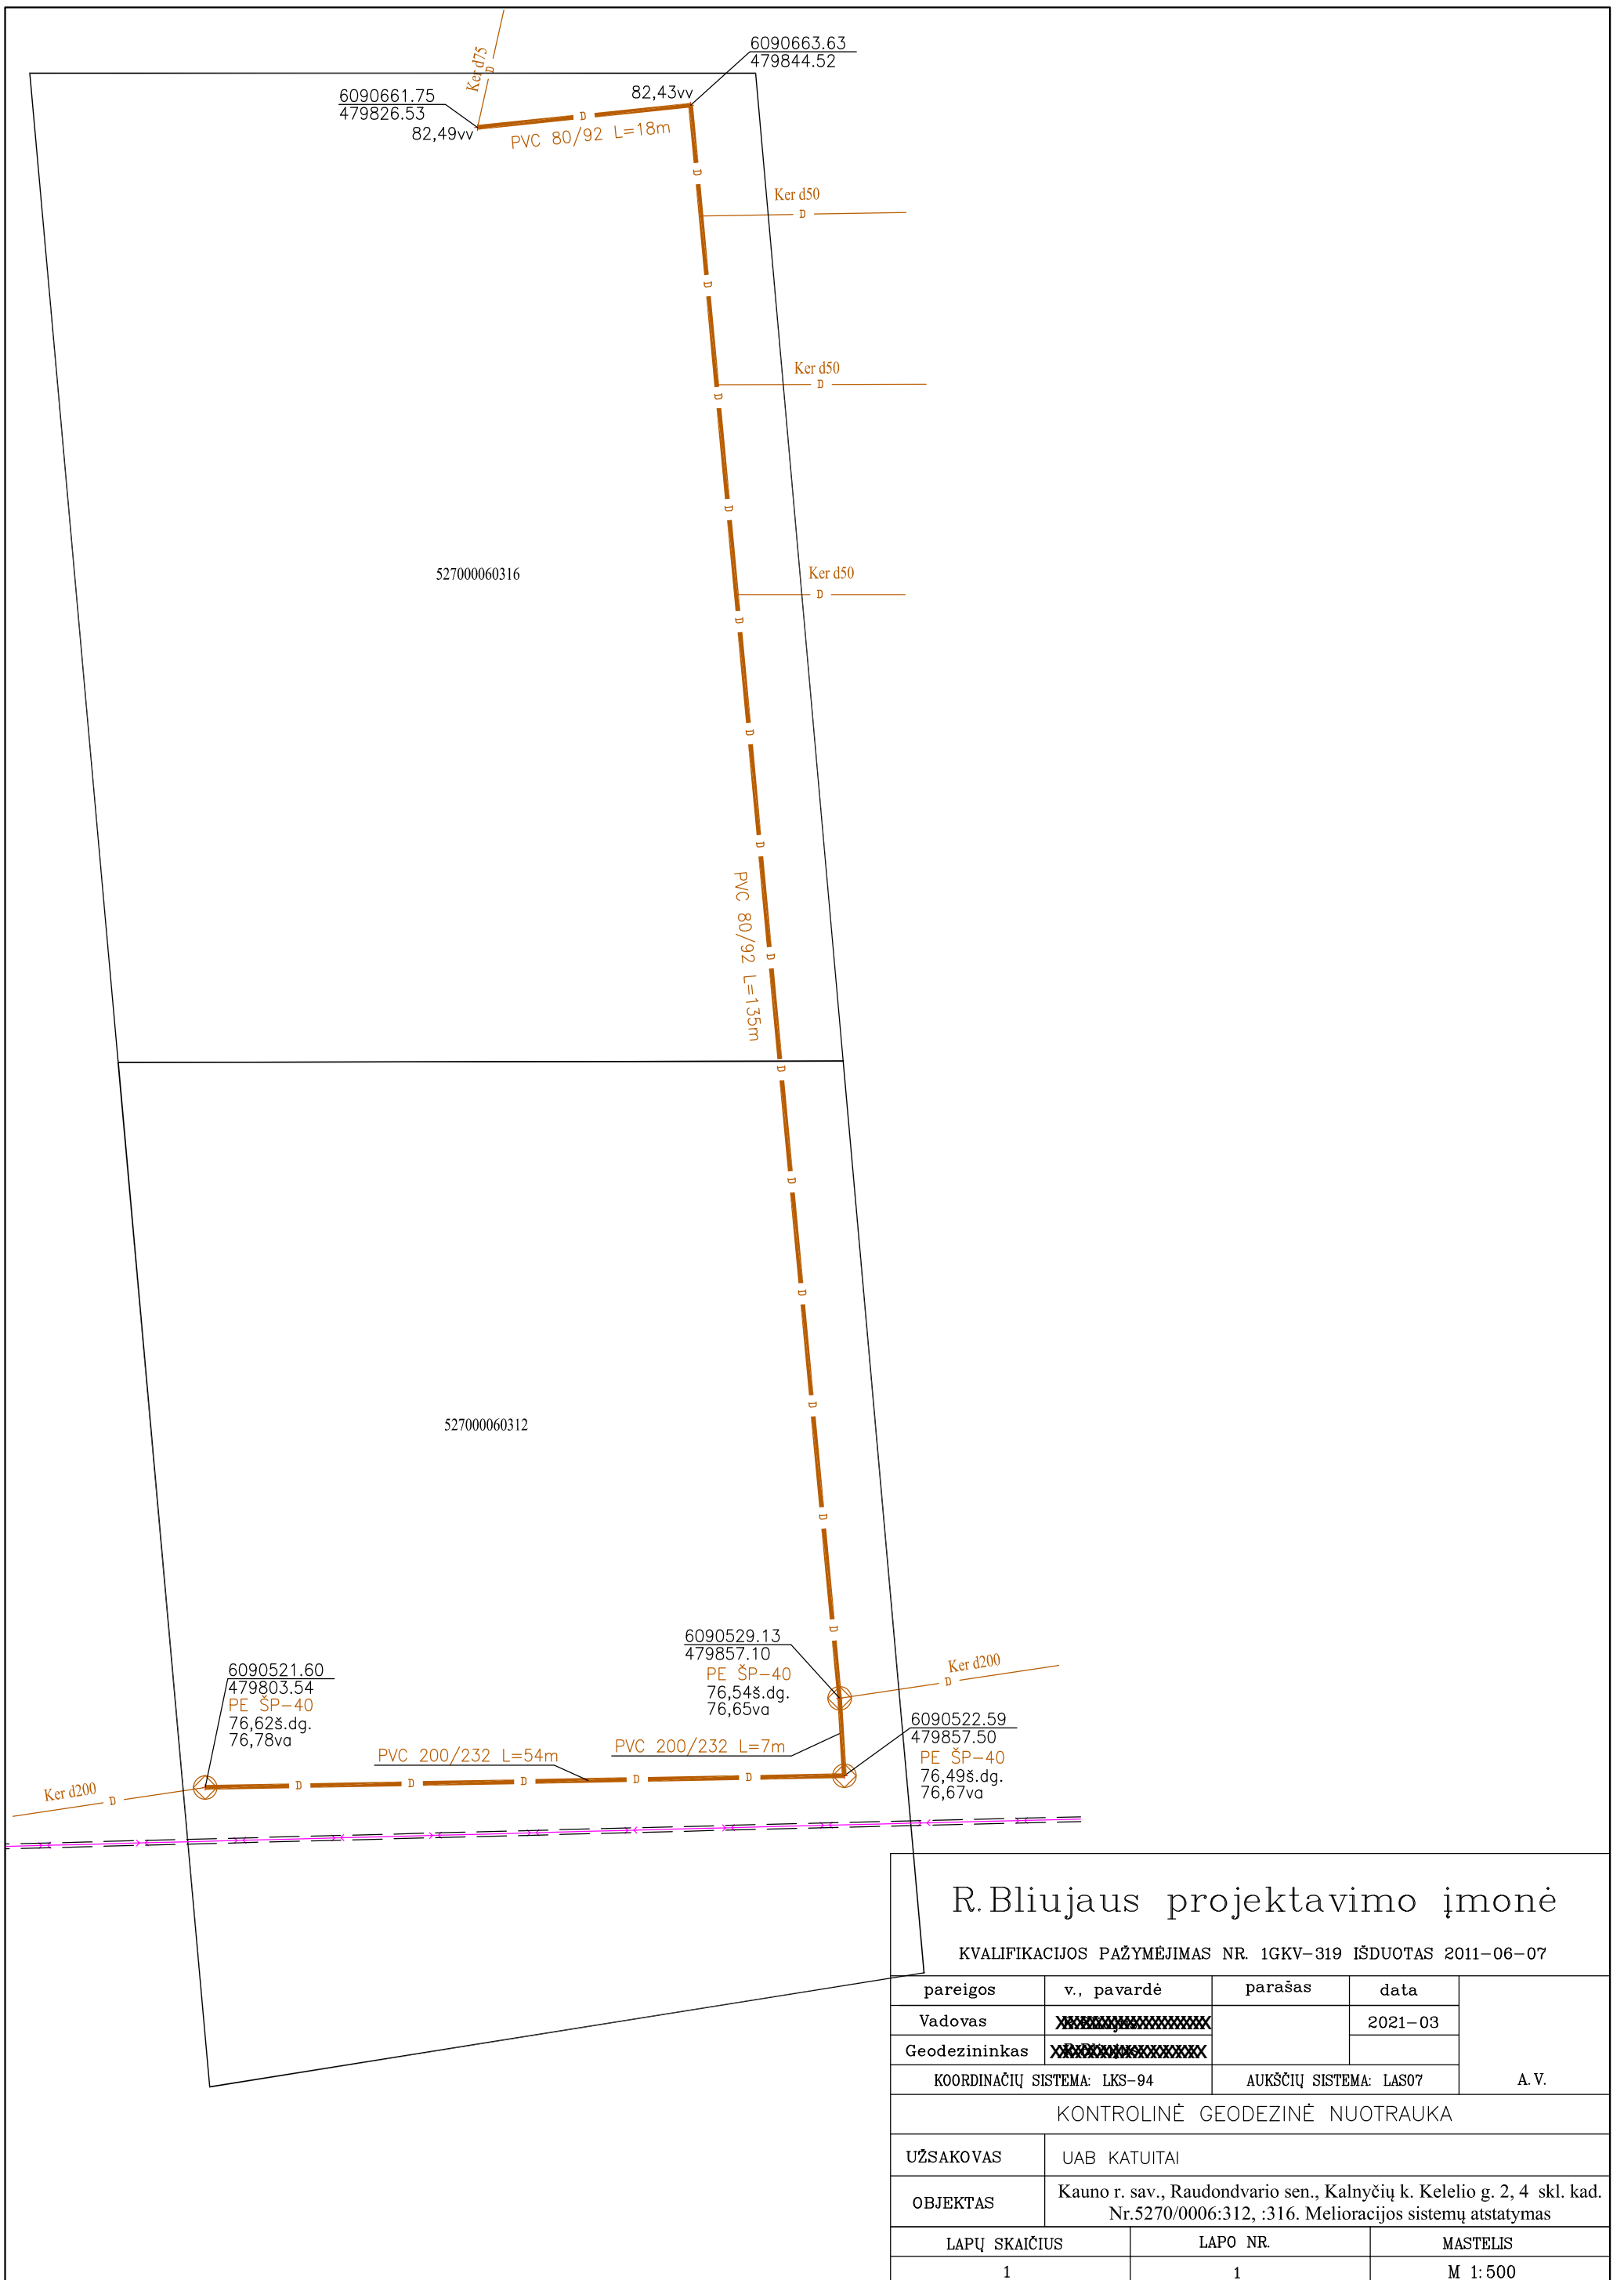 Ker d75
D
6090663.63
479844.52
6090661.75
479826.53
82,43vv
82,49vv
D
PVC 80/92 L=18m
D
Ker d50
D
D
Ker d50
D
D
D
527000060316
Ker d50
D
D
D
D
PVC 80/92 L=135m
D
D
D
D
527000060312
D
D
D
6090529.13
479857.10
PE ŠP-40
76,54š.dg.
76,65va
Ker d200
D
6090521.60
479803.54
PE ŠP-40
76,62š.dg.
76,78va
6090522.59
479857.50
PE ŠP-40
76,49š.dg.
76,67va
PVC 200/232 L=54m
PVC 200/232 L=7m
Ker d200
D
D
D
D
D
D
R.Bliujaus projektavimo įmonė
KVALIFIKACIJOS PAŽYMĖJIMAS NR. 1GKV-319 IŠDUOTAS 2011-06-07
pareigos v., pavardė parašas data
Vadovas 2021-03
Geodezininkas
KOORDINAČIŲ SISTEMA: LKS-94 AUKŠČIŲ SISTEMA: LAS07 A.V.
KONTROLINĖ GEODEZINĖ NUOTRAUKA
UŽSAKOVAS UAB KATUITAI
OBJEKTAS Kauno r. sav., Raudondvario sen., Kalnyčių k. Kelelio g. 2, 4 skl. kad.
Nr.5270/0006:312, :316. Melioracijos sistemų atstatymas
LAPŲ SKAIČIUS LAPO NR. MASTELIS
1 1 M 1:500